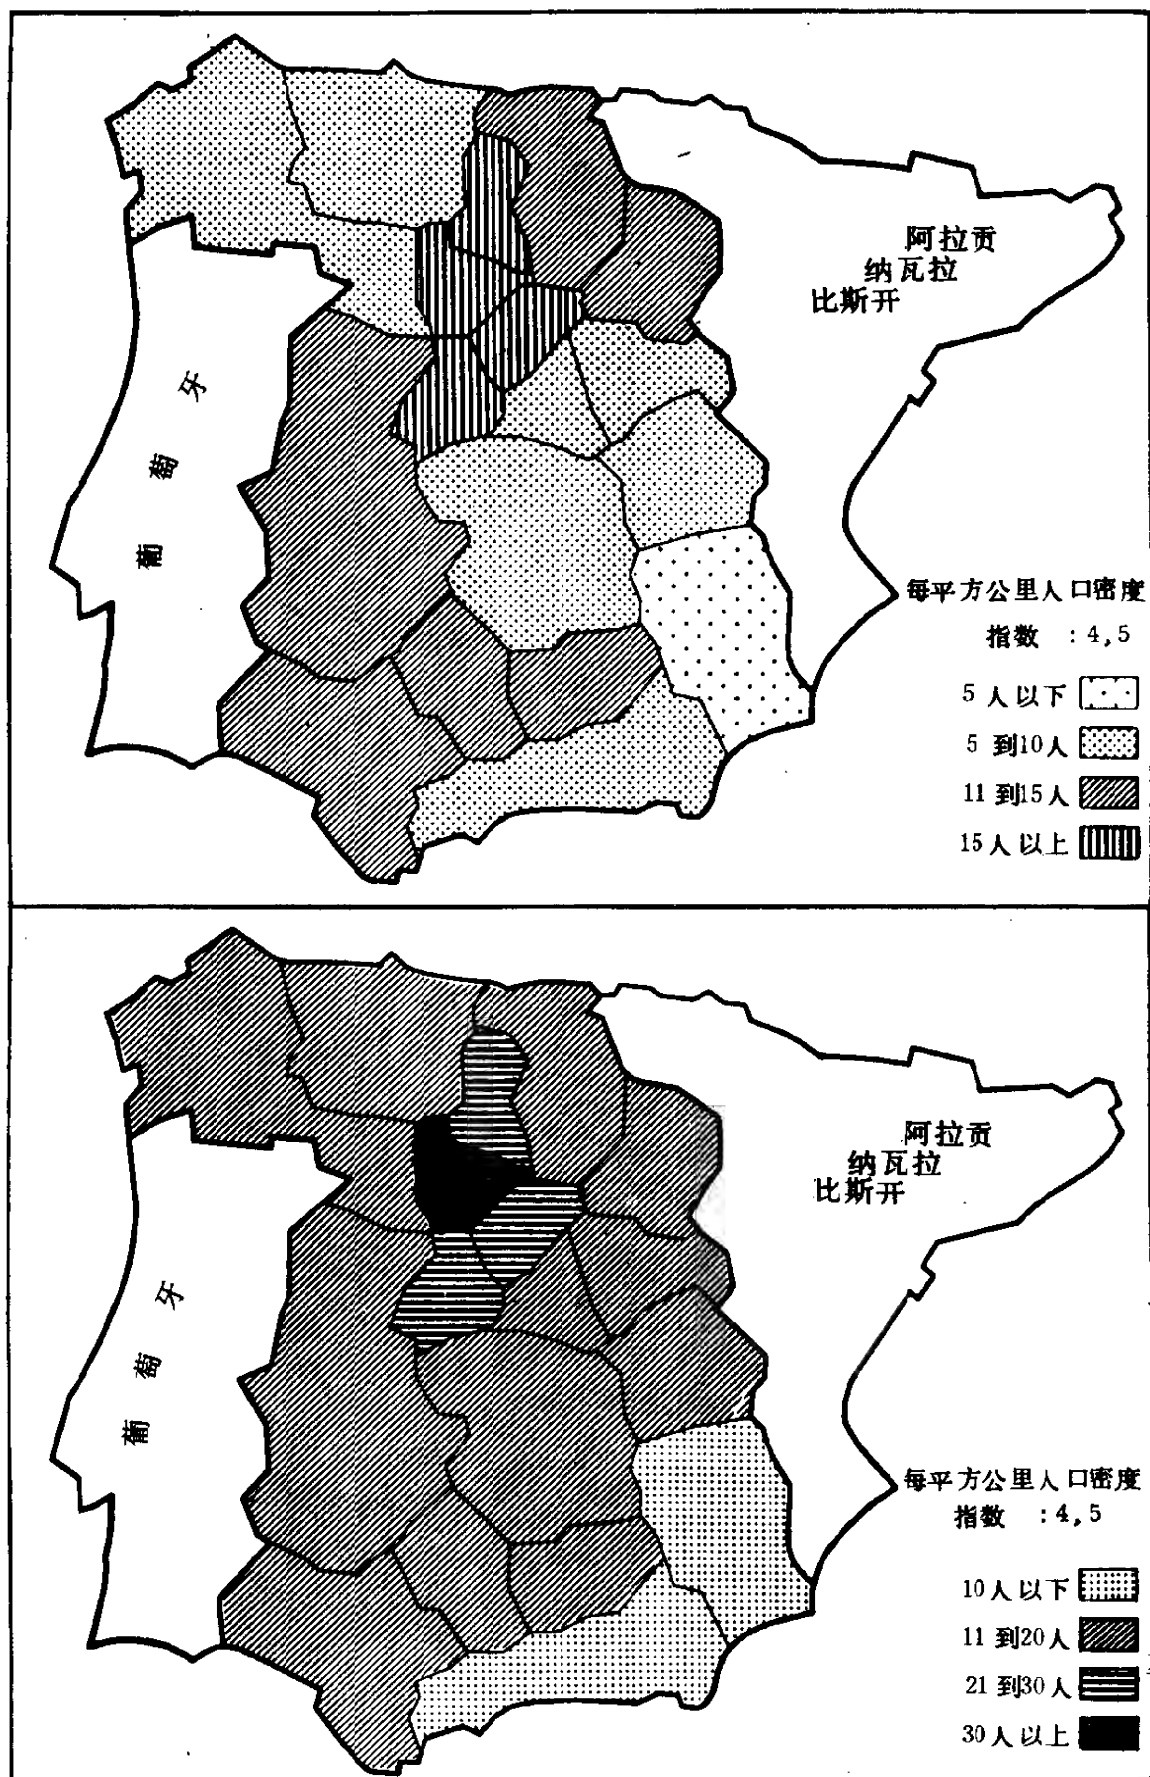 阿拉贡
纳瓦拉
比斯开
葡萄牙
每平方公里人口密度
指数 : 4,5
5人以下
5到10人
11到15人
15人以上
阿拉贡
纳瓦拉
比斯开
葡萄牙
每平方公里人口密度
指数 : 4,5
10人以下
11到20人
21到30人
30人以上